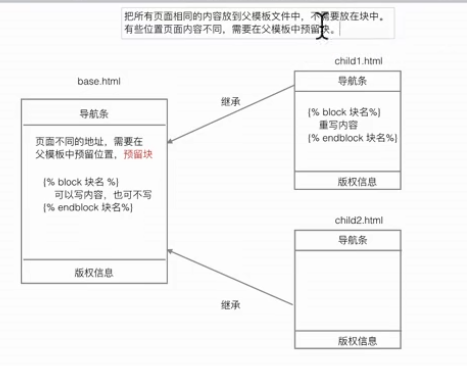 把所有页面相同的内容放到父模板文件中，不需要放在块中。
有些位置页面内容不同，需要在父模板中预留块。
child1.html
导航条
base.html
继承
导航条
{% block 块名%}
重写内容
{% endblock 块名%}
页面不同的地址，需要在
父模板中预留位置，预留块
{% block 块名 %}
可以写内容，也可不写
{% endblock 块名%}
版权信息
child2.html
导航条
版权信息
继承
版权信息